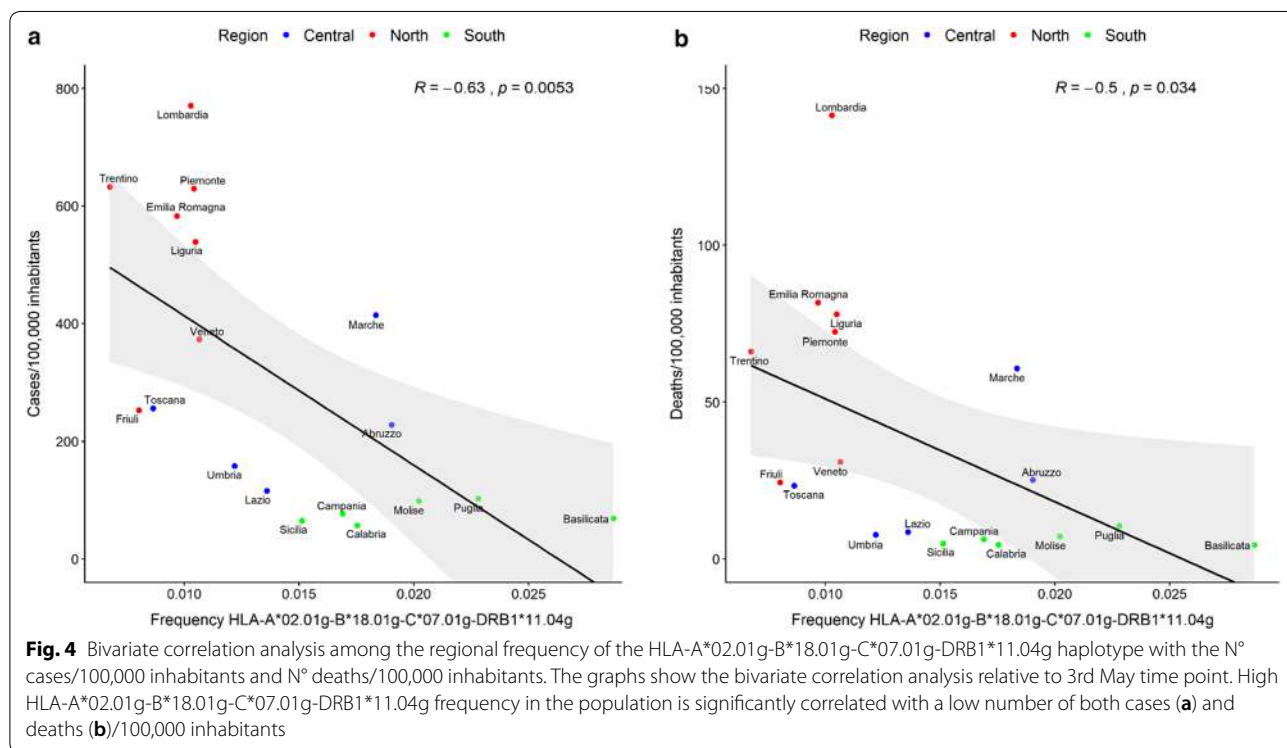 a
Region Central North South
R = −0.63 , p = 0.0053
800
600
400
200
0
Cases/100,000 inhabitants
Lombardia
Trentino
Piemonte
Emilia Romagna
Liguria
Marche
Veneto
Toscana
Friuli
Abruzzo
Umbria
Lazio
Campania
Sicilia
Calabria
Molise
Puglia
Basilicata
0.010 0.015 0.020 0.025
Frequency HLA-A*02.01g-B*18.01g-C*07.01g-DRB1*11.04g
b
Region Central North South
R = −0.5 , p = 0.034
150
100
50
0
Deaths/100,000 inhabitants
Lombardia
Emilia Romagna
Liguria
Piemonte
Trentino
Marche
Veneto
Friuli
Toscana
Abruzzo
Umbria
Lazio
Campania
Sicilia
Calabria
Molise
Puglia
Basilicata
0.010 0.015 0.020 0.025
Frequency HLA-A*02.01g-B*18.01g-C*07.01g-DRB1*11.04g
Fig. 4 Bivariate correlation analysis among the regional frequency of the HLA-A*02.01g-B*18.01g-C*07.01g-DRB1*11.04g haplotype with the N°
cases/100,000 inhabitants and N° deaths/100,000 inhabitants. The graphs show the bivariate correlation analysis relative to 3rd May time point. High
HLA-A*02.01g-B*18.01g-C*07.01g-DRB1*11.04g frequency in the population is significantly correlated with a low number of both cases (a) and
deaths (b)/100,000 inhabitants